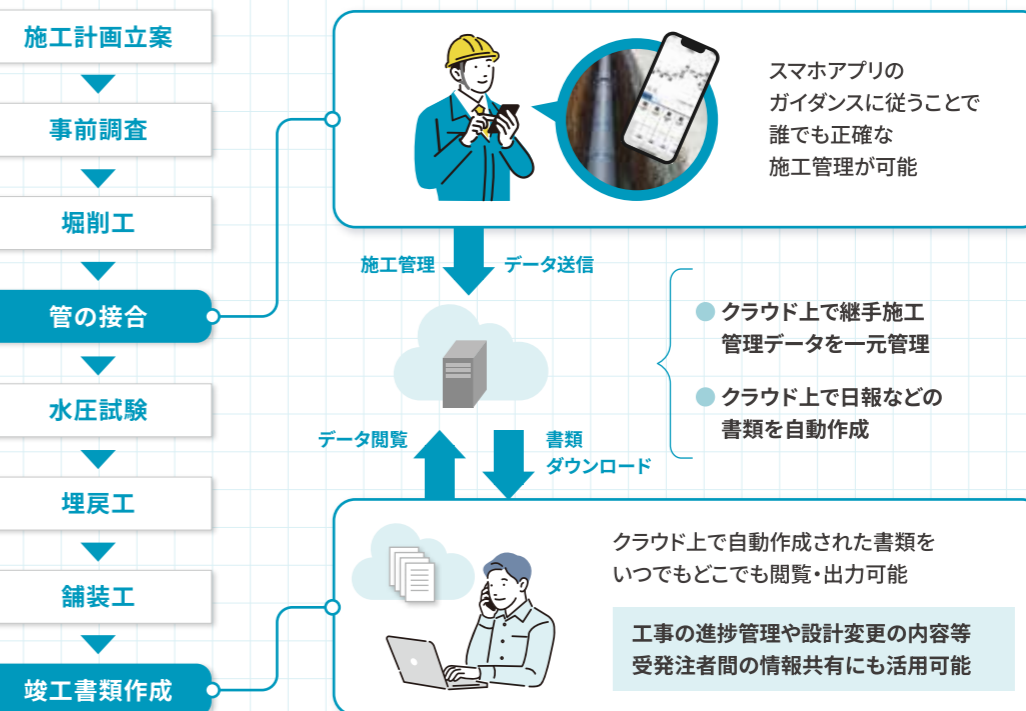 施工計画立案
事前調査
堀削工
管の接合
水圧試験
埋戻工
舗装工
竣工書類作成
スマホアプリの
ガイダンスに従うことで
誰でも正確な
施工管理が可能
施工管理
データ送信
クラウド上で継手施工
管理データを一元管理
クラウド上で日報などの
書類を自動作成
データ閲覧
書類
ダウンロード
クラウド上で自動作成された書類を
いつでもどこでも閲覧・出力可能
工事の進捗管理や設計変更の内容等
受発注者間の情報共有にも活用可能